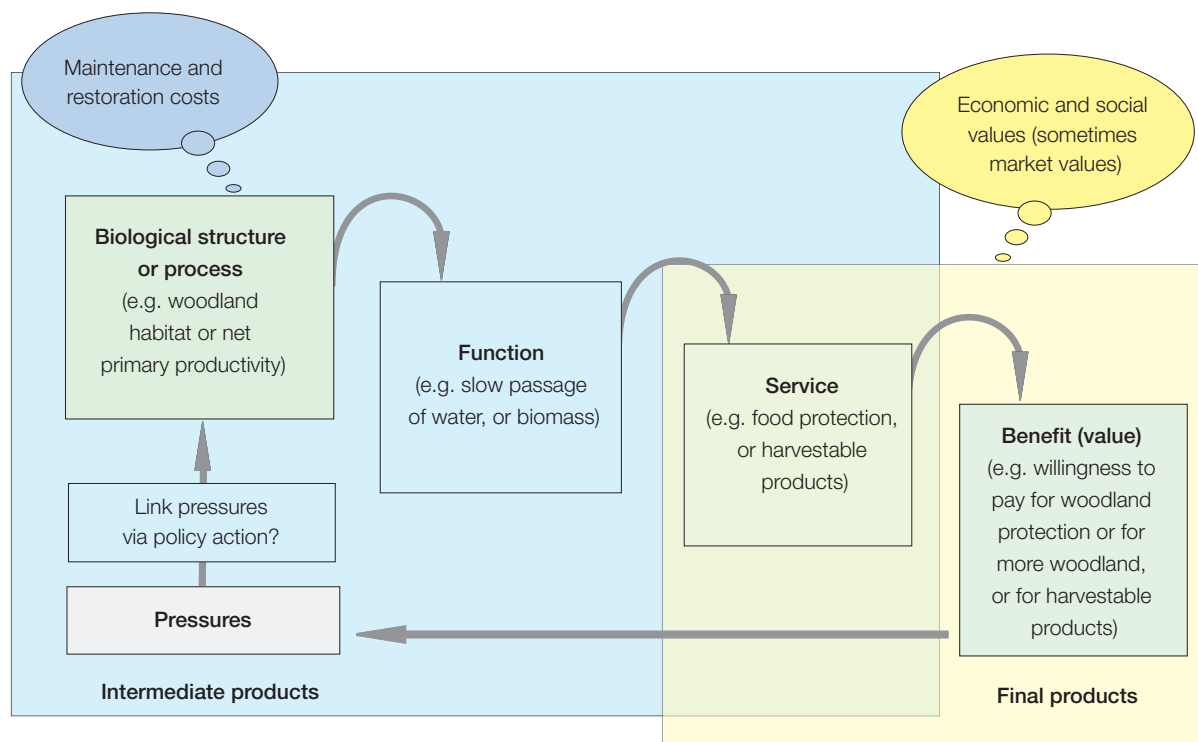 Maintenance and
restoration costs
Economic and social
values (sometimes
market values)
Biological structure
or process
(e.g. woodland
habitat or net
primary productivity)
Function
(e.g. slow passage
of water, or biomass)
Service
(e.g. food protection,
or harvestable
products)
Benefit (value)
(e.g. willingness to
pay for woodland
protection or for
more woodland,
or for harvestable
products)
Link pressures
via policy action?
Pressures
Intermediate products
Final products